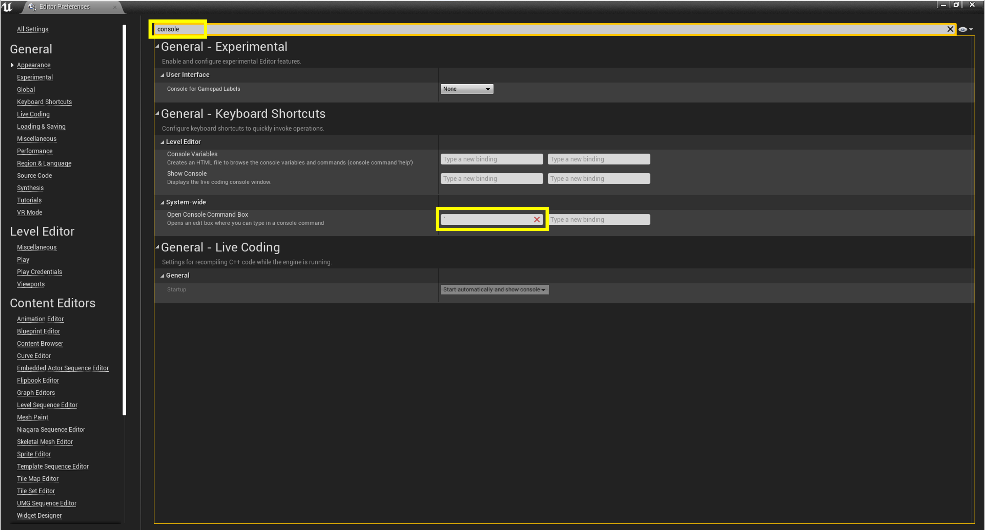 Editor Preferences
console
All Settings
General
Appearance
Experimental
Global
Keyboard Shortcuts
Live Coding
Loading & Saving
Miscellaneous
Performance
Region & Language
Source Code
Synthesis
Tutorials
VR Mode
Level Editor
Miscellaneous
Play
Play Credentials
Viewports
Content Editors
Animation Editor
Blueprint Editor
Content Browser
Curve Editor
Embedded Actor Sequence Editor
Flipbook Editor
Graph Editors
Level Sequence Editor
Mesh Paint
Niagara Sequence Editor
Skeletal Mesh Editor
Sprite Editor
Template Sequence Editor
Tile Map Editor
Tile Set Editor
UMG Sequence Editor
Widget Designer
General - Experimental
Enable and configure experimental Editor features.
User Interface
Console for Gamepad Labels None
General - Keyboard Shortcuts
Configure keyboard shortcuts to quickly invoke operations.
Level Editor
Console Variables
Creates an HTML file to browse the console variables and commands (console command 'help')
Type a new binding Type a new binding
Show Console
Displays the live coding console window.
Type a new binding Type a new binding
System-wide
Open Console Command Box
Opens an edit box where you can type in a console command
Type a new binding
General - Live Coding
Settings for recompiling C++ code while the engine is running.
General
Startup Start automatically and show console